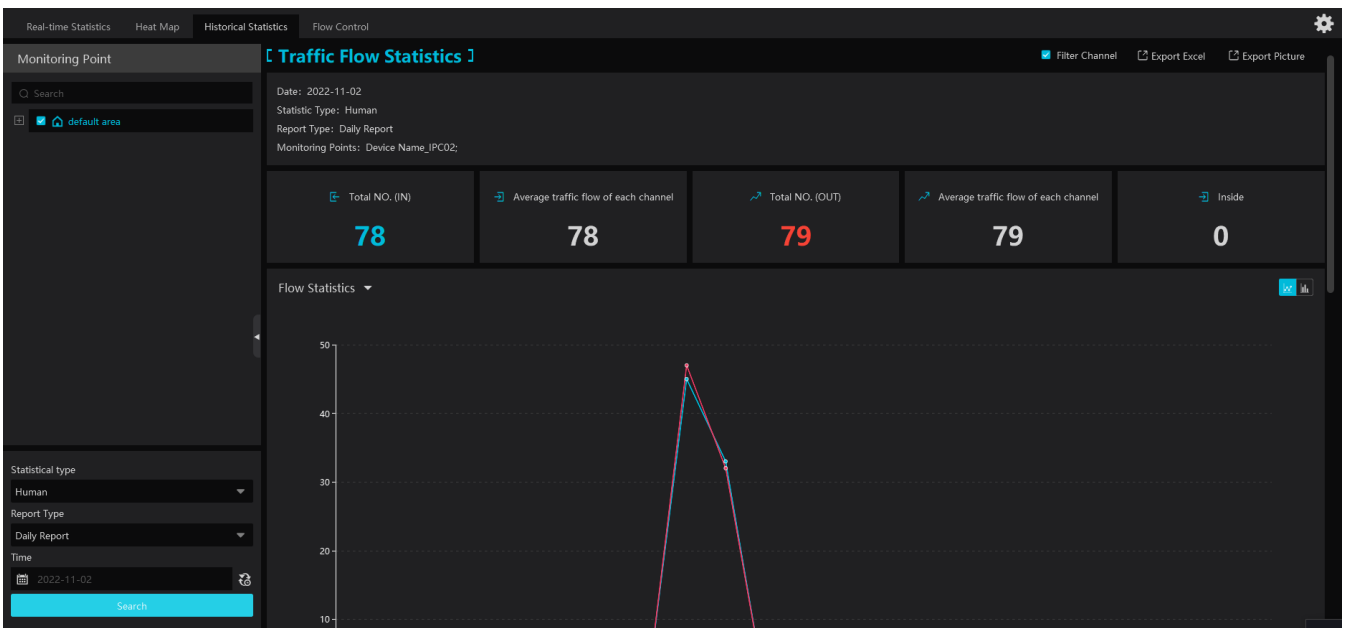 Real-time Statistics Heat Map Historical Statistics Flow Control
Monitoring Point
Search
default area
Statistical type
Human
Report Type
Daily Report
Time
2022-11-02
Search
[ Traffic Flow Statistics ]
Filter Channel Export Excel Export Picture
Date: 2022-11-02
Statistic Type: Human
Report Type: Daily Report
Monitoring Points: Device Name_IPC02;
Total NO. (IN)
78
Average traffic flow of each channel
78
Total NO. (OUT)
79
Average traffic flow of each channel
79
Inside
0
Flow Statistics
50
40
30
20
10